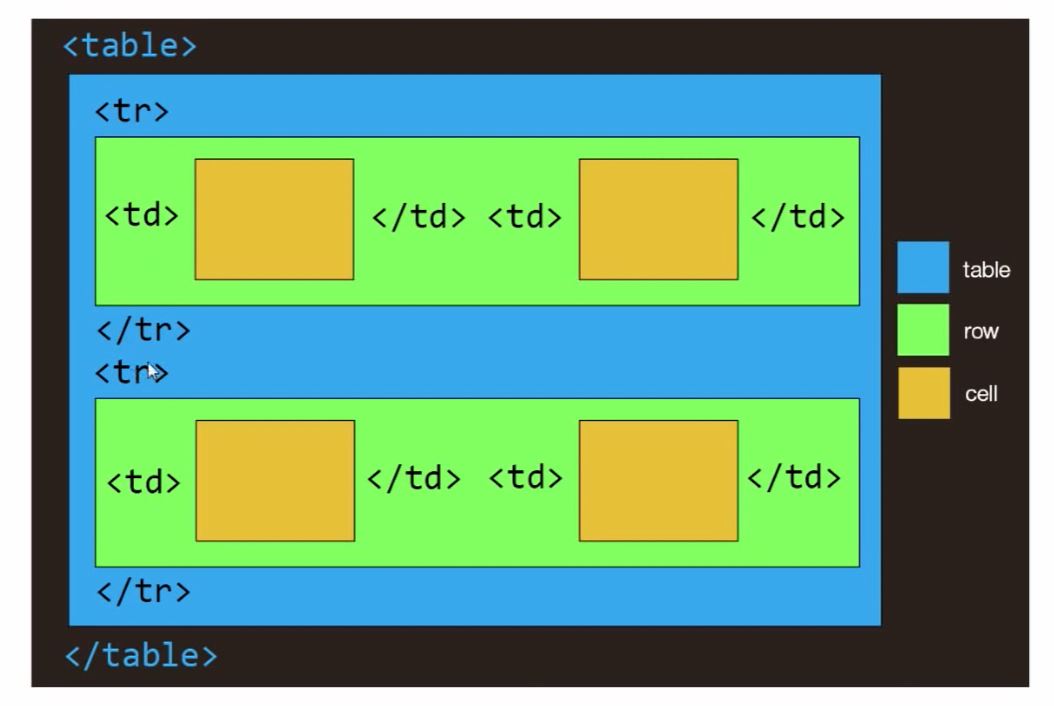 <table>
<tr>
<td> </td> <td> </td>
</tr>
<tr>
<td> </td> <td> </td>
</tr>
</table>
table
row
cell